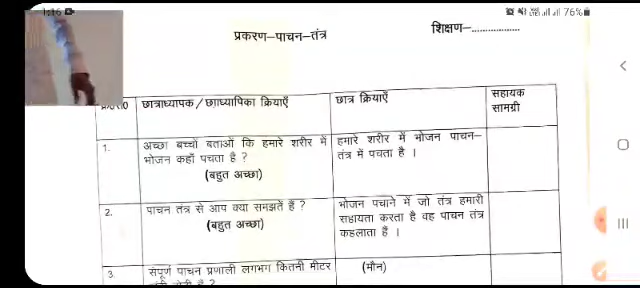 1:16
76%
प्रकरण–पाचन–तंत्र
शिक्षण–..................
छात्राध्यापक/छााध्यापिका क्रियाएँ
छात्र क्रियाएँ
सहायक
सामग्री
1.
अच्छा बच्चों बताओं कि हमारे शरीर में
भोजन कहाँ पचता है ?
(बहुत अच्छा)
हमारे शरीर में भोजन पाचन–
तंत्र में पचता है ।
2.
पाचन तंत्र से आप क्या समझतें हैं ?
(बहुत अच्छा)
भोजन पचाने में जो तंत्र हमारी
सहायता करता है वह पाचन तंत्र
कहलाता हैं ।
3.
संपूर्ण पाचन प्रणाली लगभग कितनी मीटर
(मौन)